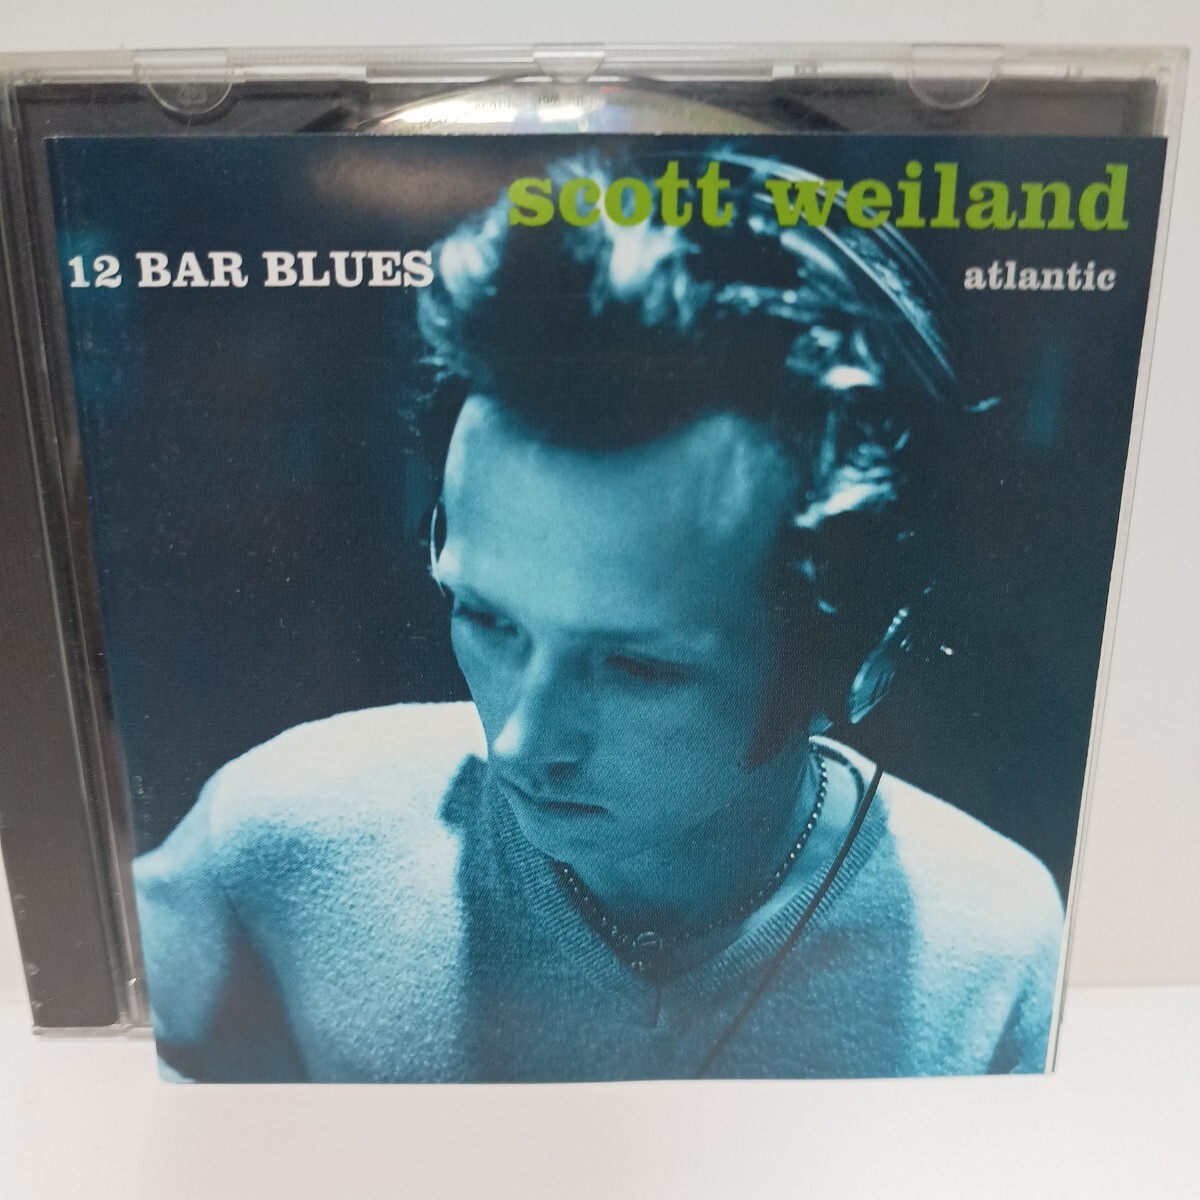 scott weiland
12 BAR BLUES
atlantic